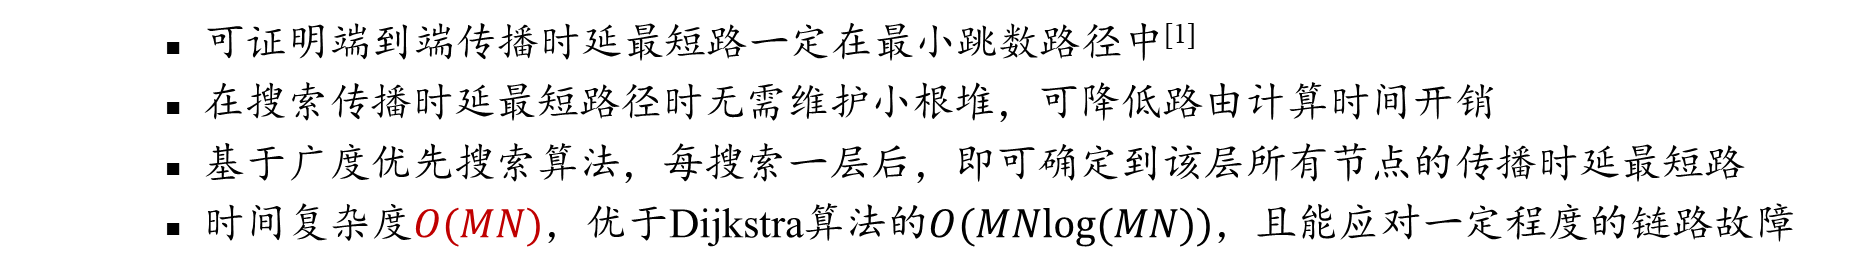 ▪ 可证明端到端传播时延最短路一定在最小跳数路径中[1]
▪ 在搜索传播时延最短路径时无需维护小根堆，可降低路由计算时间开销
▪ 基于广度优先搜索算法，每搜索一层后，即可确定到该层所有节点的传播时延最短路
▪ 时间复杂度O(MN)，优于Dijkstra算法的O(MNlog(MN))，且能应对一定程度的链路故障